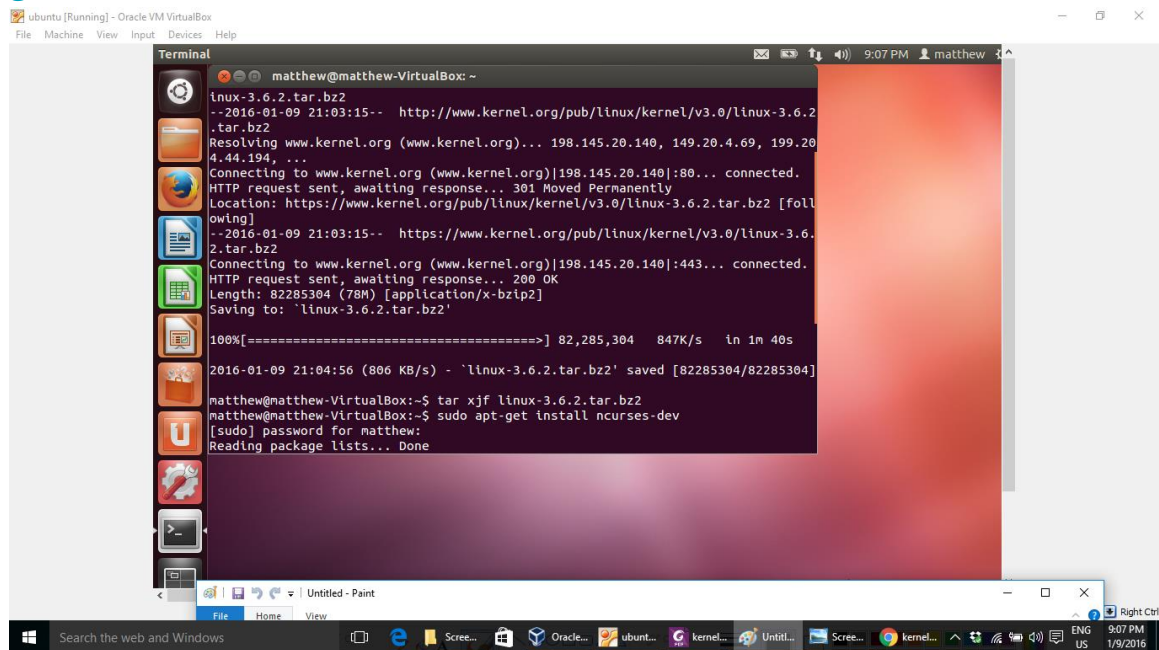 ubuntu [Running] - Oracle VM VirtualBox
File Machine View Input Devices Help
Terminal 9:07 PM matthew
matthew@matthew-VirtualBox: ~
inux-3.6.2.tar.bz2
--2016-01-09 21:03:15--  http://www.kernel.org/pub/linux/kernel/v3.0/linux-3.6.2
.tar.bz2
Resolving www.kernel.org (www.kernel.org)... 198.145.20.140, 149.20.4.69, 199.20
4.44.194, ...
Connecting to www.kernel.org (www.kernel.org)|198.145.20.140|:80... connected.
HTTP request sent, awaiting response... 301 Moved Permanently
Location: https://www.kernel.org/pub/linux/kernel/v3.0/linux-3.6.2.tar.bz2 [foll
owing]
--2016-01-09 21:03:15--  https://www.kernel.org/pub/linux/kernel/v3.0/linux-3.6.
2.tar.bz2
Connecting to www.kernel.org (www.kernel.org)|198.145.20.140|:443... connected.
HTTP request sent, awaiting response... 200 OK
Length: 82285304 (78M) [application/x-bzip2]
Saving to: `linux-3.6.2.tar.bz2'
100%[======================================>] 82,285,304   847K/s   in 1m 40s
2016-01-09 21:04:56 (806 KB/s) - `linux-3.6.2.tar.bz2' saved [82285304/82285304]
matthew@matthew-VirtualBox:~$ tar xjf linux-3.6.2.tar.bz2
matthew@matthew-VirtualBox:~$ sudo apt-get install ncurses-dev
[sudo] password for matthew:
Reading package lists... Done
Untitled - Paint
File Home View
Right Ctrl
Search the web and Windows
Scree... Oracle... ubunt... kernel... Untitl... Scree... kernel... ENG 9:07 PM
US 1/9/2016